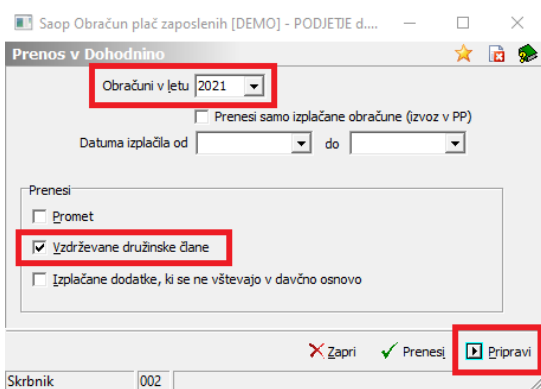 Saop Obračun plač zaposlenih [DEMO] - PODJETJE d....
Prenos v Dohodnino
Obračuni v letu 2021
Prenesi samo izplačane obračune (izvoz v PP)
Datuma izplačila od do
Prenesi
Promet
Vzdrževane družinske člane
Izplačane dodatke, ki se ne vštevajo v davčno osnovo
Zapri Prenesi Pripravi
Skrbnik 002